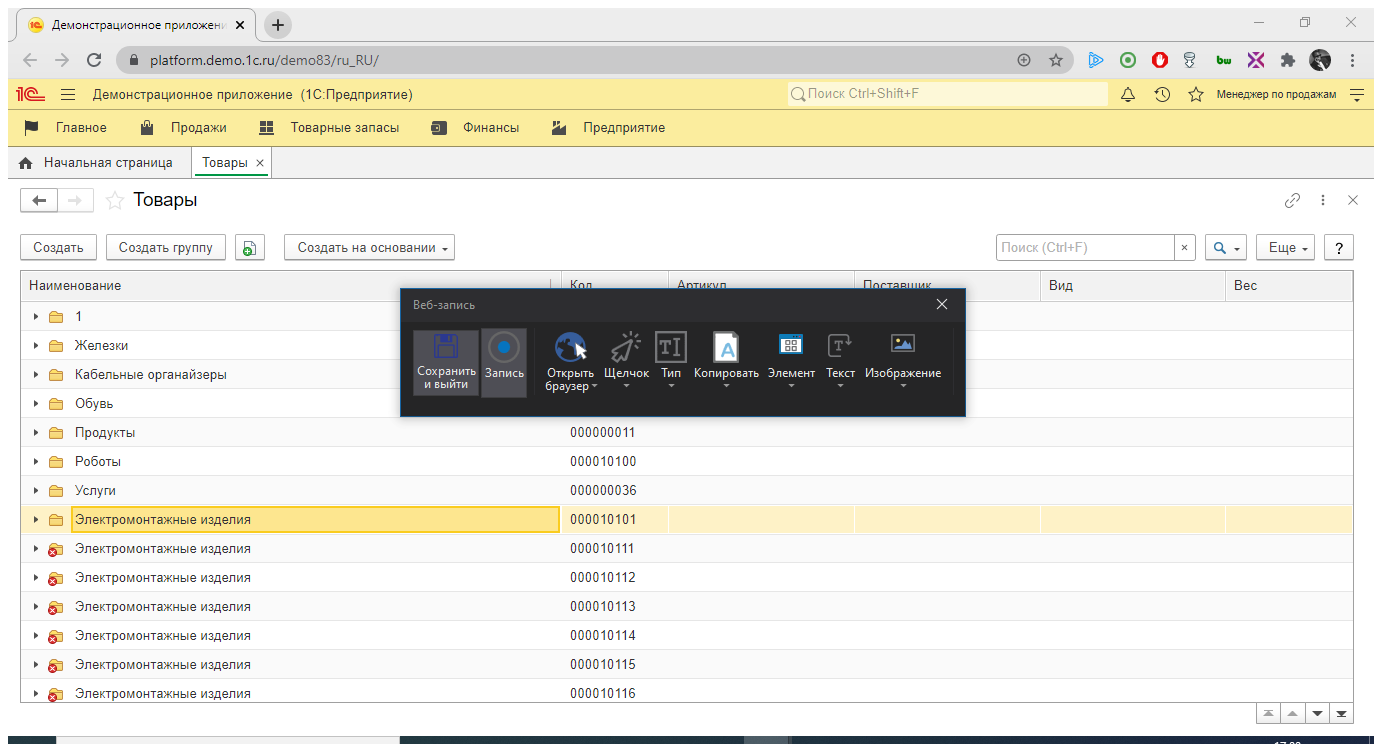 Демонстрационное приложени
platform.demo.1c.ru/demo83/ru_RU/
bw
1С Демонстрационное приложение (1С:Предприятие) Поиск Ctrl+Shift+F Менеджер по продажам
Главное Продажи Товарные запасы Финансы Предприятие
Начальная страница Товары
Товары
Создать Создать группу Создать на основании Поиск (Ctrl+F) Еще ?
Наименование Код Артикул Поставщик Вид Вес
Веб-запись
1
Железки
Кабельные органайзеры
Обувь
Сохранить и выйти
Запись
Открыть браузер
Щелчок
Тип
Копировать
Элемент
Текст
Изображение
Продукты 000000011
Роботы 000010100
Услуги 000000036
Электромонтажные изделия 000010101
Электромонтажные изделия 000010111
Электромонтажные изделия 000010112
Электромонтажные изделия 000010113
Электромонтажные изделия 000010114
Электромонтажные изделия 000010115
Электромонтажные изделия 000010116